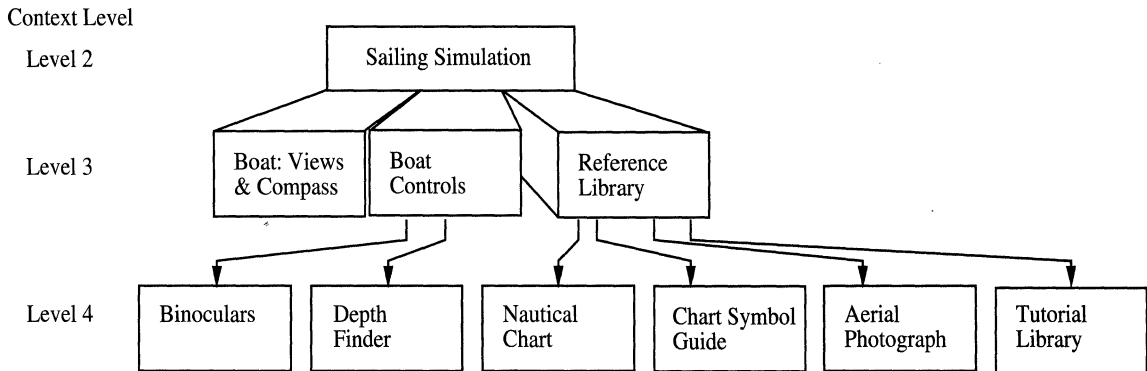 Context Level
Level 2
Sailing Simulation
Level 3
Boat: Views
& Compass
Boat
Controls
Reference
Library
Level 4
Binoculars
Depth
Finder
Nautical
Chart
Chart Symbol
Guide
Aerial
Photograph
Tutorial
Library